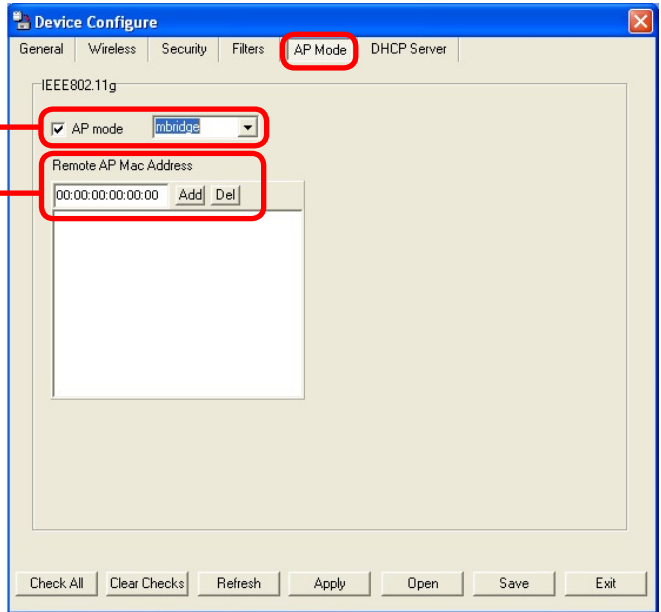 Device Configure
General Wireless Security Filters AP Mode DHCP Server
IEEE802.11g
AP mode mbridge
Remote AP Mac Address
00:00:00:00:00:00 Add Del
Check All Clear Checks Refresh Apply Open Save Exit